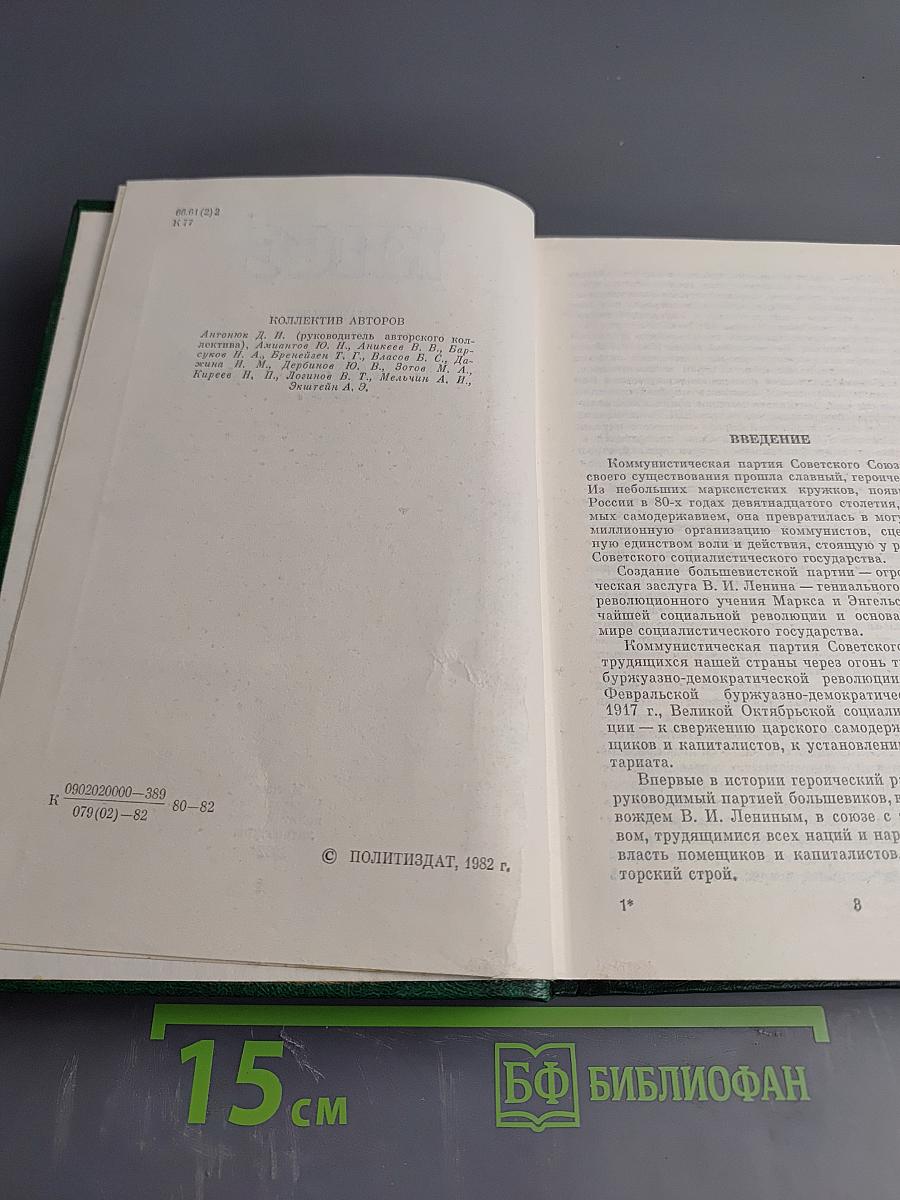 66.61(2)2
К77
КОЛЛЕКТИВ АВТОРОВ
Антонюк Д. И. (руководитель авторского кол-
лектива), Амиантов Ю. Н., Аникеев В. В., Бар-
суков Н. А., Бренейзен Т. Г., Власов Б. С., Да-
жина И. М., Дербинов Ю. В., Зотов М. А.,
Киреев Н. П., Логинов В. Т., Мельчин А. И.,
Экштейн А. Э.
К 0902020000—389
079(02)—82 80—82
© ПОЛИТИЗДАТ, 1982 г.
ВВЕДЕНИЕ
Коммунистическая партия Советского Союз
своего существования прошла славный, героиче
Из небольших марксистских кружков, появ
России в 80-х годах девятнадцатого столетия,
мых самодержавием, она превратилась в могу
миллионную организацию коммунистов, сце
ную единством воли и действия, стоящую у р
Советского социалистического государства.
Создание большевистской партии — огро
ческая заслуга В. И. Ленина — гениального
революционного учения Маркса и Энгельс
чайшей социальной революции и основа
мире социалистического государства.
Коммунистическая партия Советского
трудящихся нашей страны через огонь т
буржуазно-демократической революции
Февральской буржуазно-демократиче
1917 г., Великой Октябрьской социали
ции — к свержению царского самодерж
щиков и капиталистов, к установлени
тариата.
Впервые в истории героический р
руководимый партией большевиков, в
вождем В. И. Лениным, в союзе с
вом, трудящимися всех наций и нар
власть помещиков и капиталистов,
торский строй.
1*
3
15 см
БФ БИБЛИОФАН